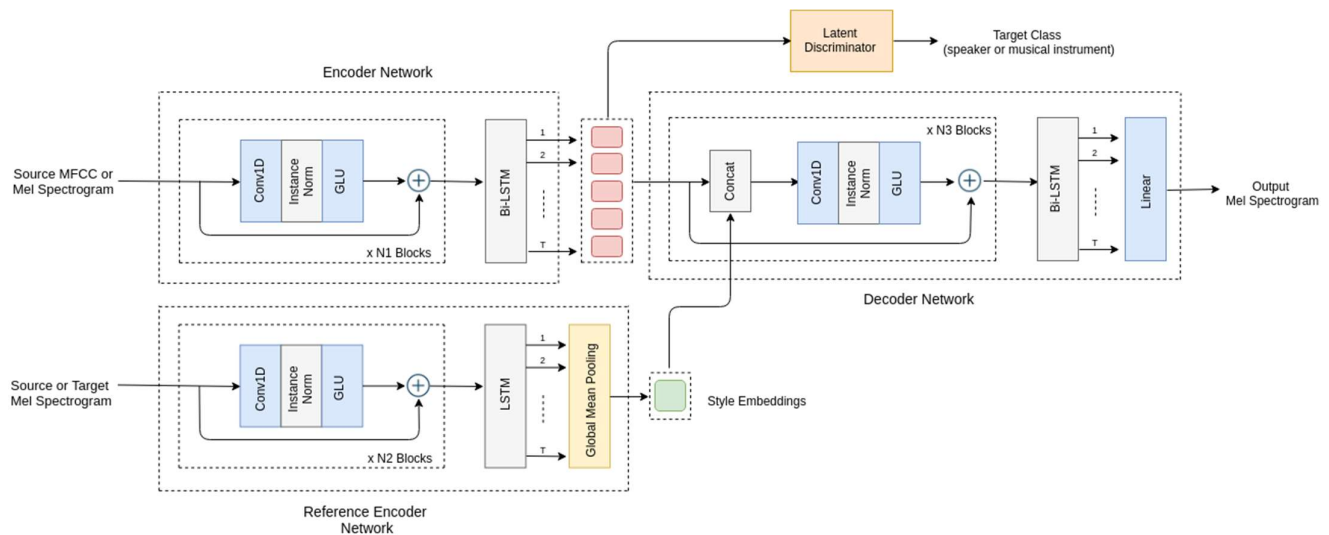 Latent
Discriminator
Target Class
(speaker or musical instrument)
Encoder Network
Source MFCC or
Mel Spectrogram
Conv1D
Instance
Norm
GLU
x N1 Blocks
Bi-LSTM
1
2
T
x N3 Blocks
Concat
Conv1D
Instance
Norm
GLU
Bi-LSTM
1
2
T
Linear
Output
Mel Spectrogram
Decoder Network
Source or Target
Mel Spectrogram
Conv1D
Instance
Norm
GLU
x N2 Blocks
LSTM
1
2
T
Global Mean Pooling
Style Embeddings
Reference Encoder
Network